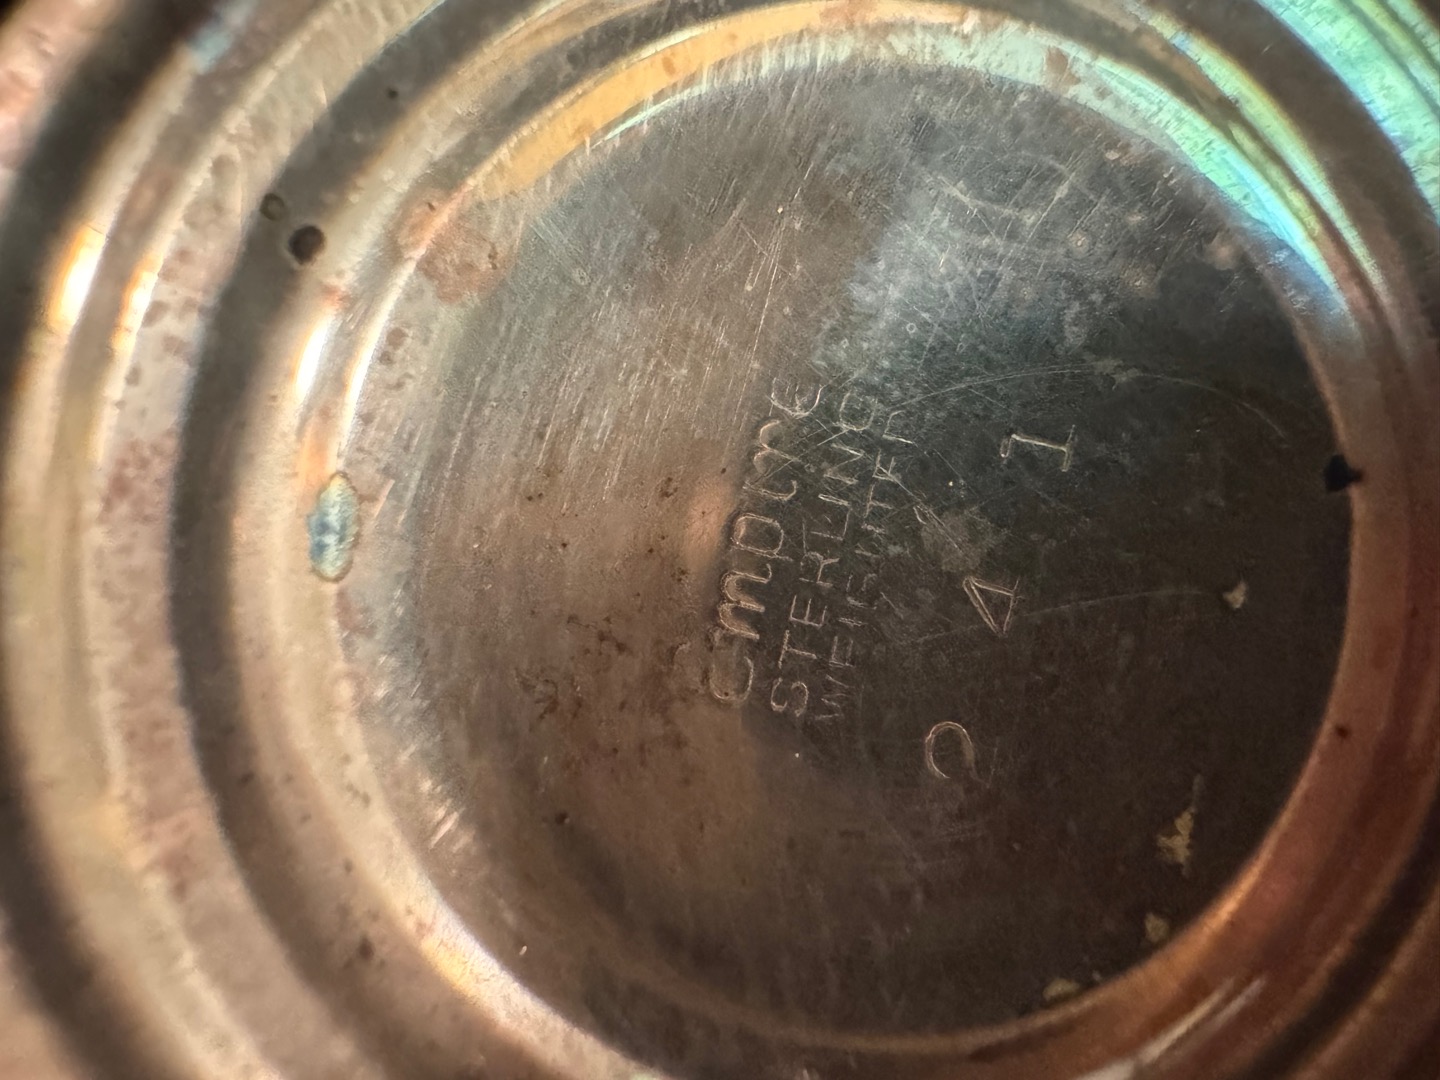 EMPIRE
STERLING
WEIGHTED
241